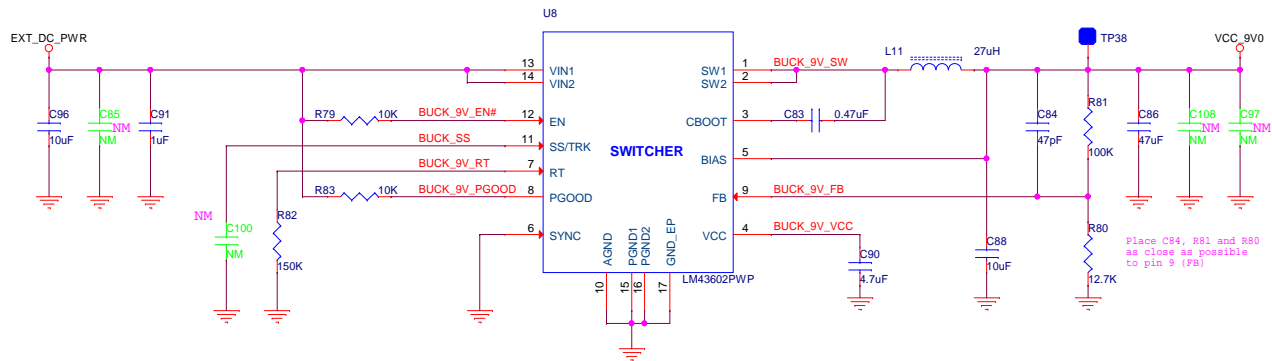 U8
EXT_DC_PWR
VCC_9V0
TP38
L11
27uH
13
14
VIN1
VIN2
SW1
SW2
1
2
BUCK_9V_SW
C96
10uF
C85
NM
NM
C91
1uF
R79
10K
BUCK_9V_EN#
12
EN
CBOOT
3
C83
0.47uF
C84
47pF
R81
100K
C86
47uF
C108
NM
NM
C97
NM
NM
BUCK_SS
11
SS/TRK
SWITCHER
BIAS
5
BUCK_9V_RT
7
RT
R83
10K
BUCK_9V_PGOOD
8
PGOOD
FB
9
BUCK_9V_FB
NM
C100
NM
R82
150K
6
SYNC
VCC
4
BUCK_9V_VCC
C90
4.7uF
C88
10uF
R80
12.7K
Place C84, R81 and R80
as close as possible
to pin 9 (FB)
AGND
PGND1
PGND2
GND_EP
LM43602PWP
10
15
16
17